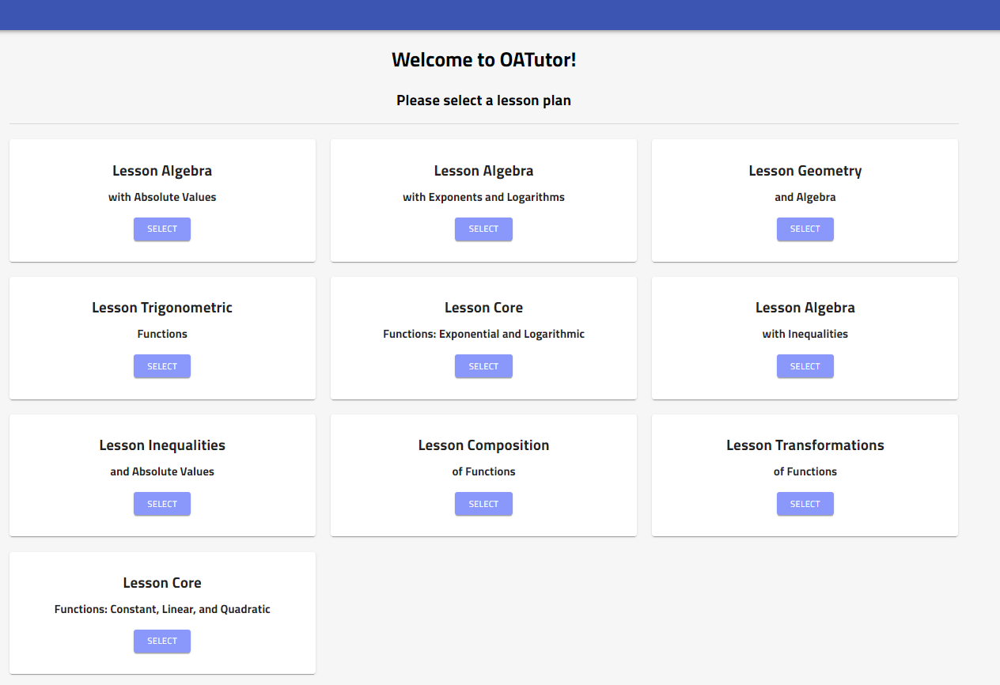 Welcome to OATutor!
Please select a lesson plan
Lesson Algebra
with Absolute Values
SELECT
Lesson Algebra
with Exponents and Logarithms
SELECT
Lesson Geometry
and Algebra
SELECT
Lesson Trigonometric
Functions
SELECT
Lesson Core
Functions: Exponential and Logarithmic
SELECT
Lesson Algebra
with Inequalities
SELECT
Lesson Inequalities
and Absolute Values
SELECT
Lesson Composition
of Functions
SELECT
Lesson Transformations
of Functions
SELECT
Lesson Core
Functions: Constant, Linear, and Quadratic
SELECT